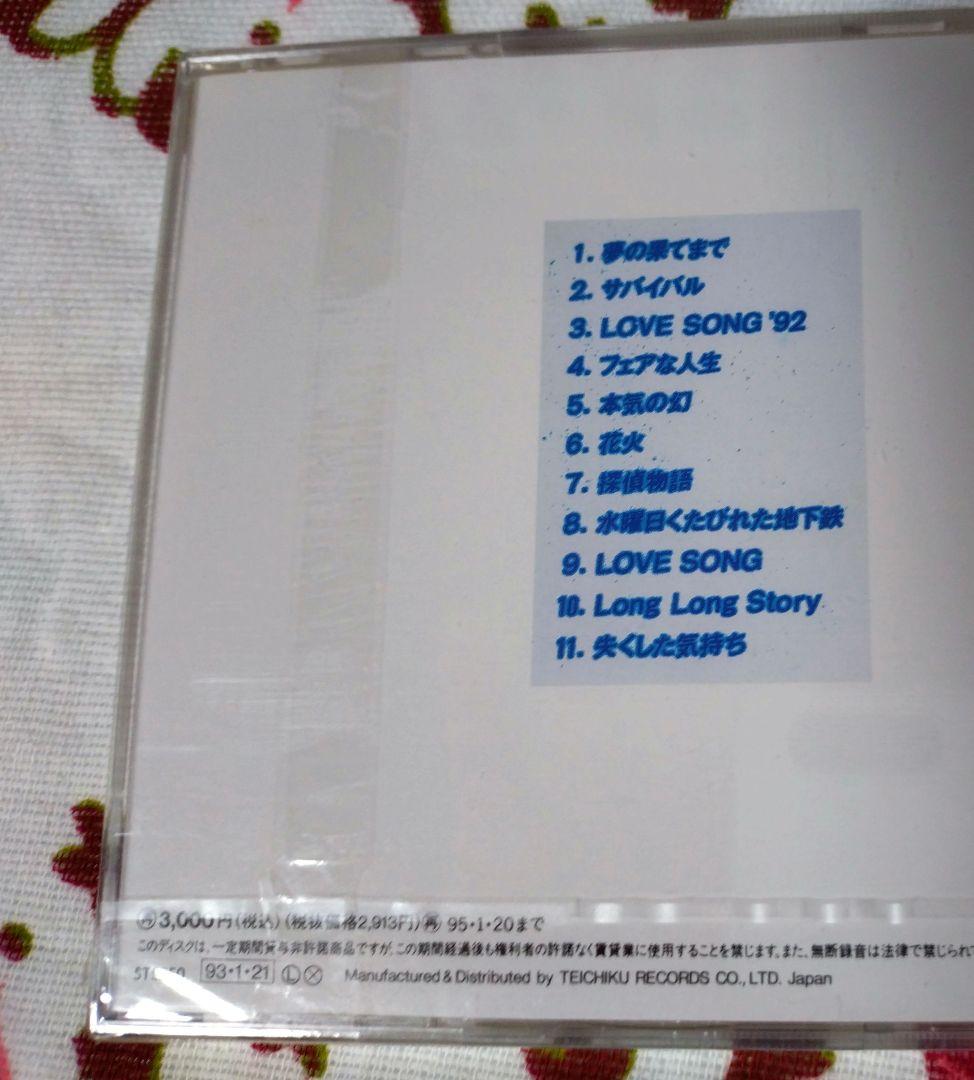 1. 夢の果てまで
2. サバイバル
3. LOVE SONG '92
4. フェアな人生
5. 本気の幻
6. 花火
7. 探偵物語
8. 水曜日くたびれた地下鉄
9. LOVE SONG
10. Long Long Story
11. 失くした気持ち
3,000円(税込)(税抜価格2,913円)再 95・1・20まで
このディスクは、一定期間貸与非許諾商品ですが、この期間経過後も権利者の許諾なく賃貸業に使用することを禁じます。また、無断録音は法律で禁じられて
93・1・21 Ⓛ Ⓧ Manufactured & Distributed by TEICHIKU RECORDS CO., LTD. Japan